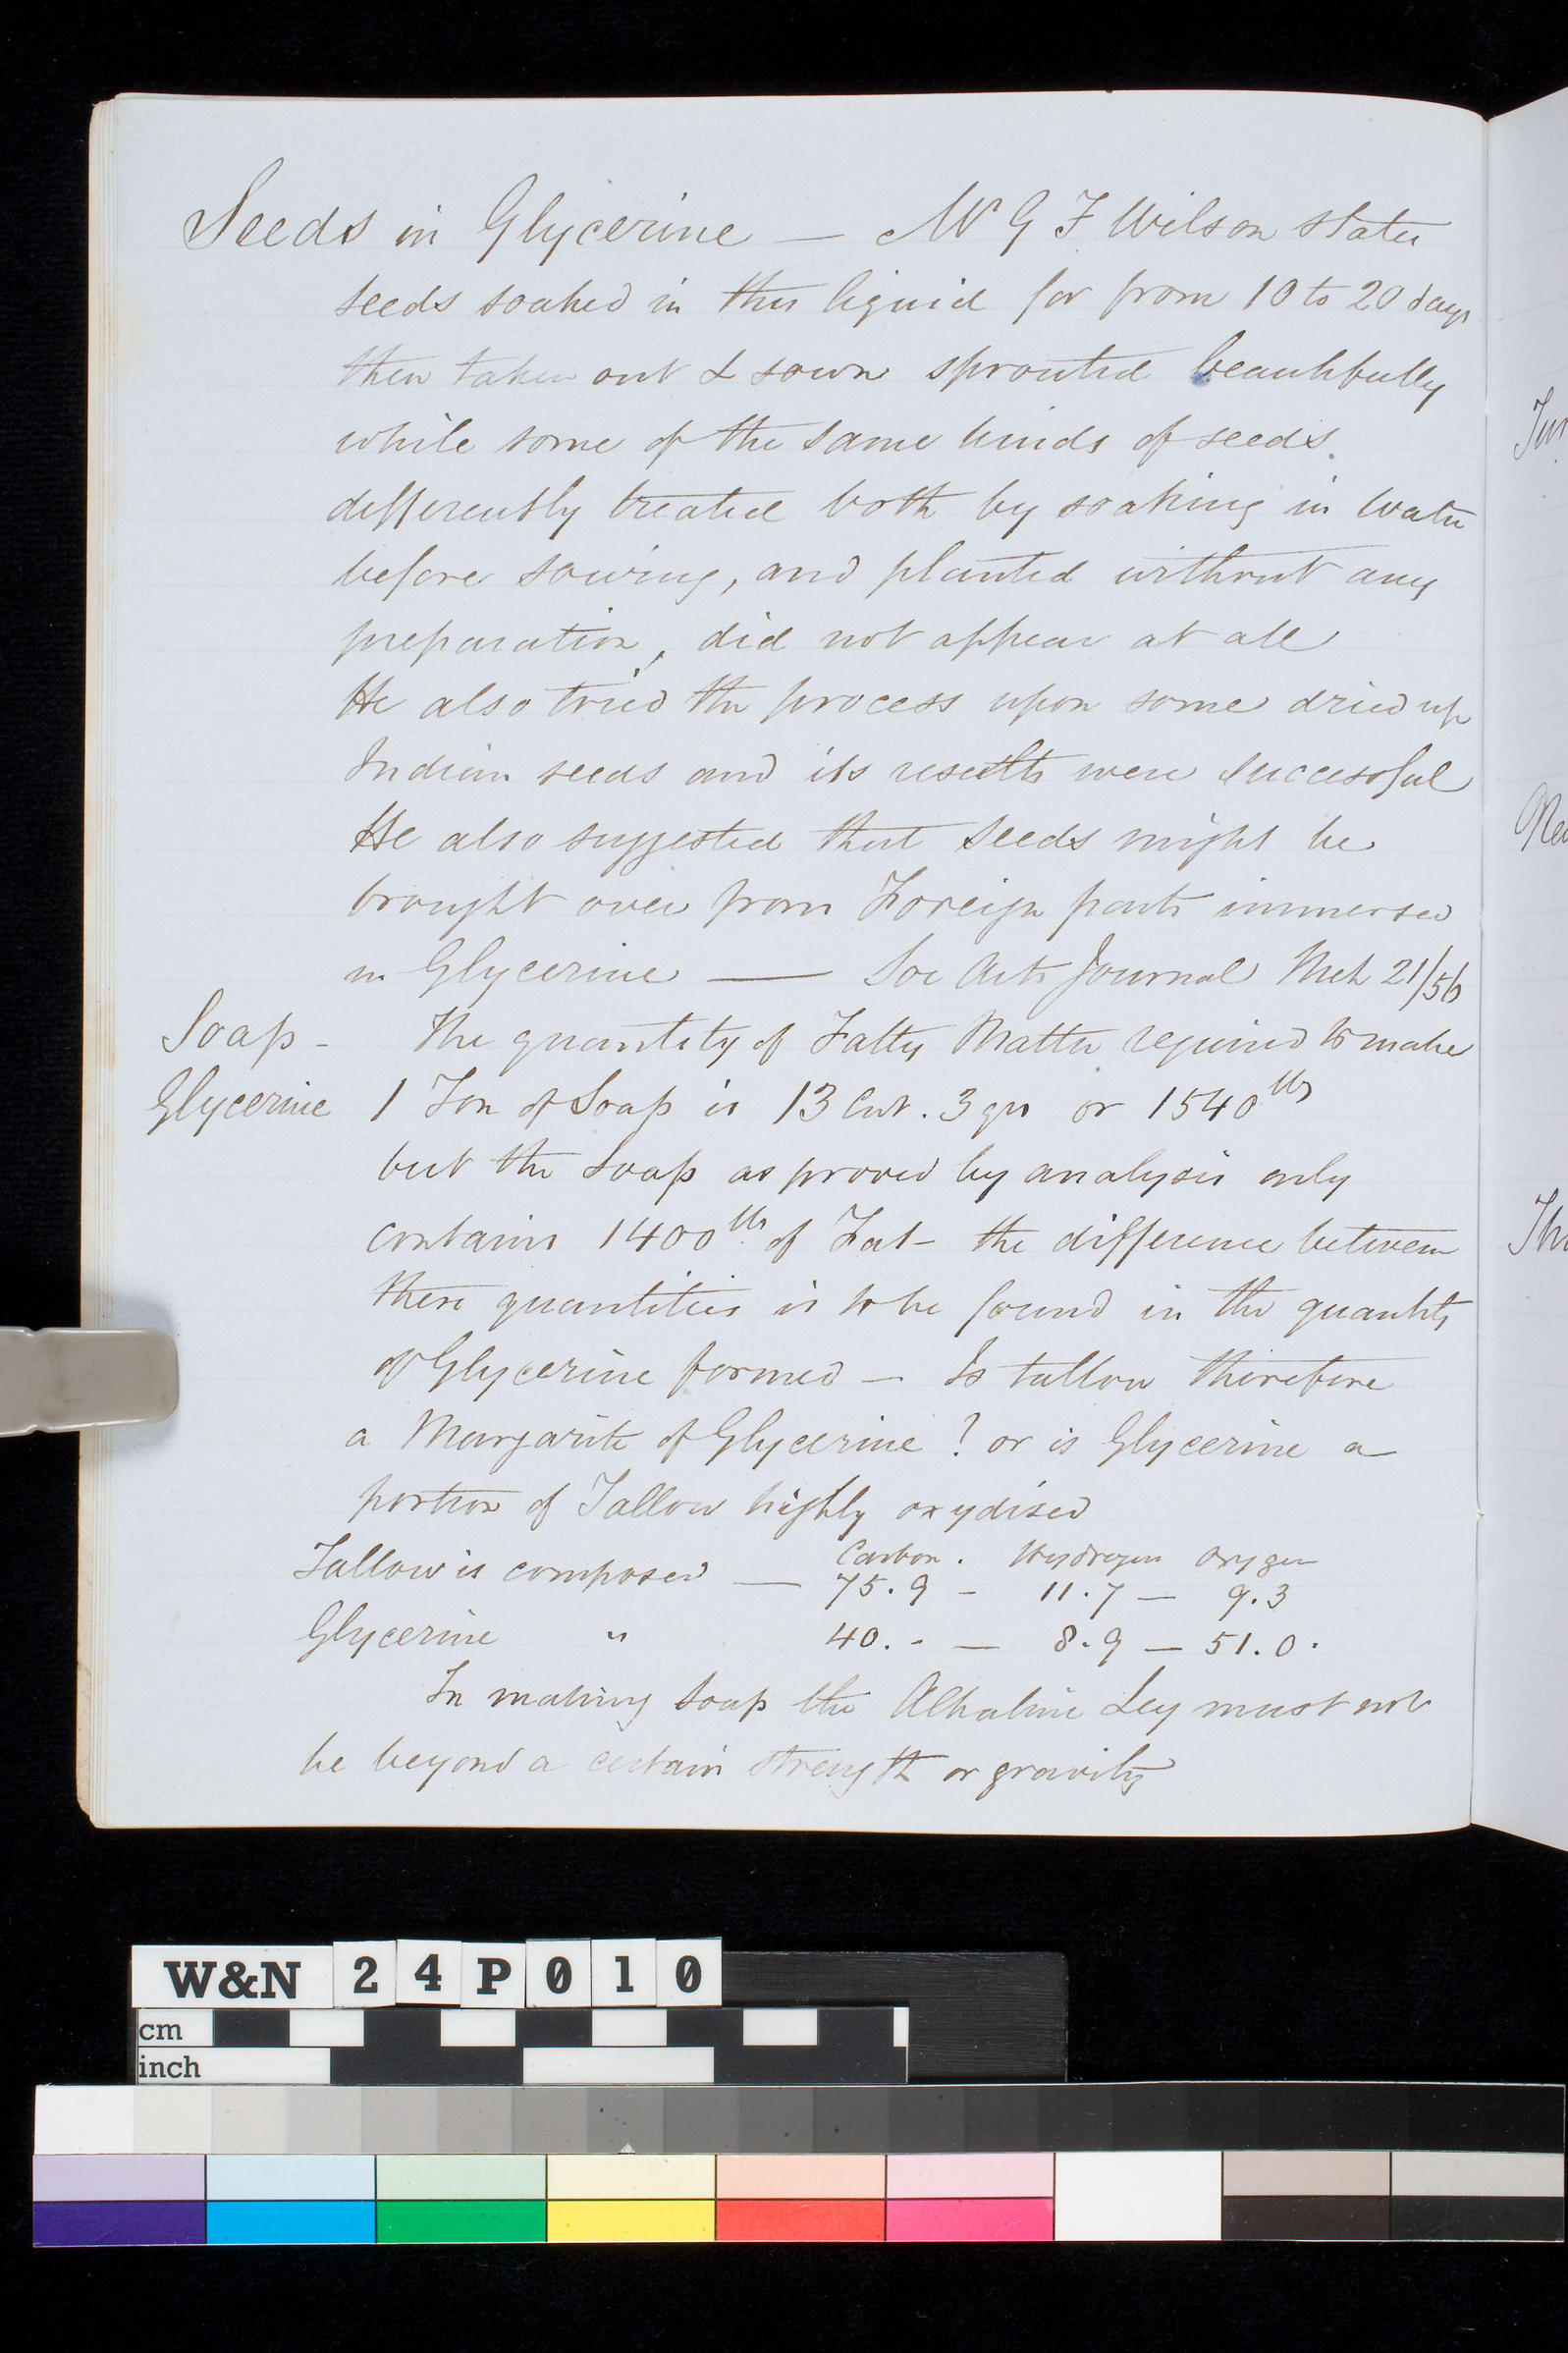 Seeds in Glycerine — Mr G F Wilson states
seeds soaked in this liquid for from 10 to 20 days
then taken out & sown sprouted beautifully
while some of the same kinds of seeds.
differently treated both by soaking in water
before sowing, and planted without any
preparation, did not appear at all
He also tried the process upon some dried up
Indian seeds and its results were successful
He also suggested that seeds might be
brought over from Foreign parts immersed
in Glycerine — Soc Arts Journal Mch 21/56
Soap - The quantity of Fatty Matter required to make
Glycerine 1 Ton of Soap is 13 Cwt. 3 qrs or 1540 lbs
but the Soap as proved by analysis only
contains 1400 lbs of Fat - the difference between
these quantities is to be found in the quantity
of Glycerine formed — Is tallow therefore
a Margarite of Glycerine? or is Glycerine a
portion of Tallow highly oxydised
Carbon. Hydrogen Oxygen
Tallow is composed — 75.9 - 11.7 — 9.3
Glycerine " 40. - — 8.9 — 51.0.
In making Soap the Alkaline Ley must not
be beyond a certain strength or gravity
Thr
W&N 24P010
cm
inch